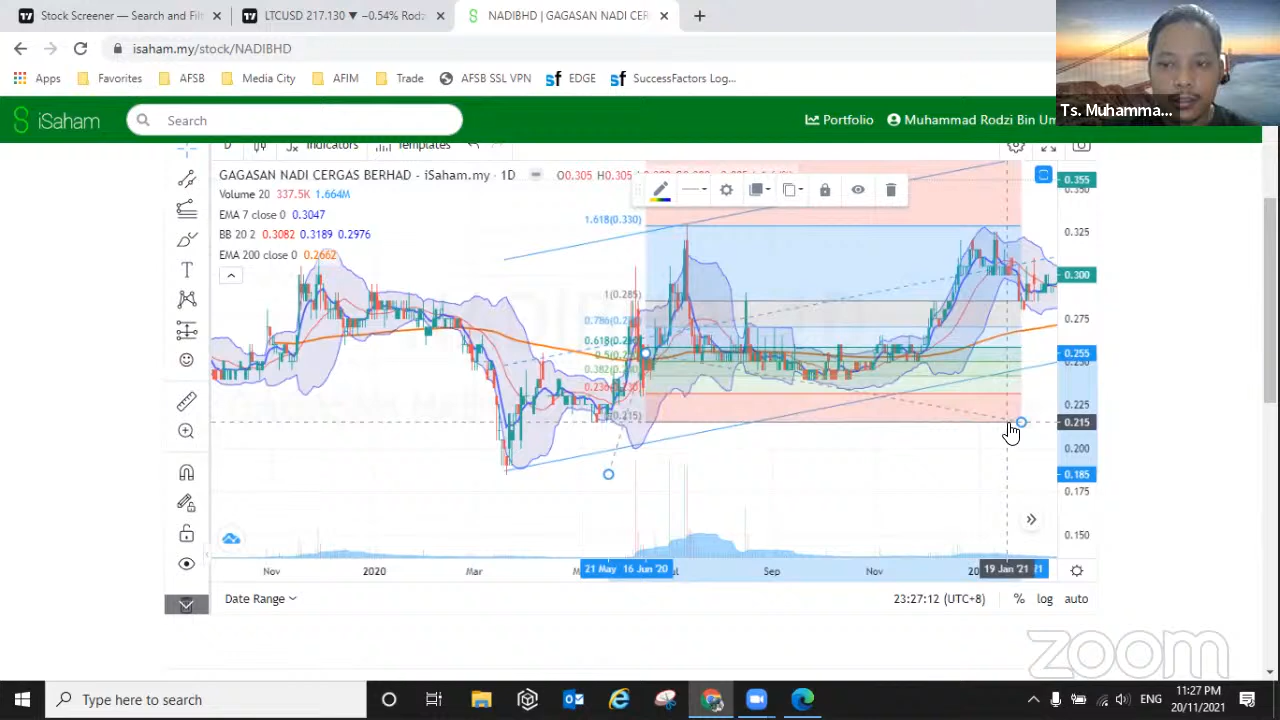 Stock Screener — Search and Filt
LTCUSD 217.130 ▼ −0.54% Rodz
NADIBHD | GAGASAN NADI CER
isaham.my/stock/NADIBHD
Apps
Favorites
AFSB
Media City
AFIM
Trade
AFSB SSL VPN
EDGE
SuccessFactors Log...
Ts. Muhamma...
iSaham
Search
Portfolio
Muhammad Rodzi Bin Um
D
Indicators
Templates
GAGASAN NADI CERGAS BERHAD - iSaham.my · 1D
O0.305 H0.305
Volume 20 337.5K 1.664M
EMA 7 close 0 0.3047
BB 20 2 0.3082 0.3189 0.2976
EMA 200 close 0 0.2662
1.618(0.330)
1(0.285)
0.355
0.325
0.300
0.275
0.255
0.225
0.215
0.200
0.185
0.175
0.150
Nov
2020
Mar
21 May
16 Jun '20
Sep
Nov
19 Jan '21
Date Range
23:27:12 (UTC+8)
%
log
auto
zoom
Type here to search
ENG
11:27 PM
20/11/2021